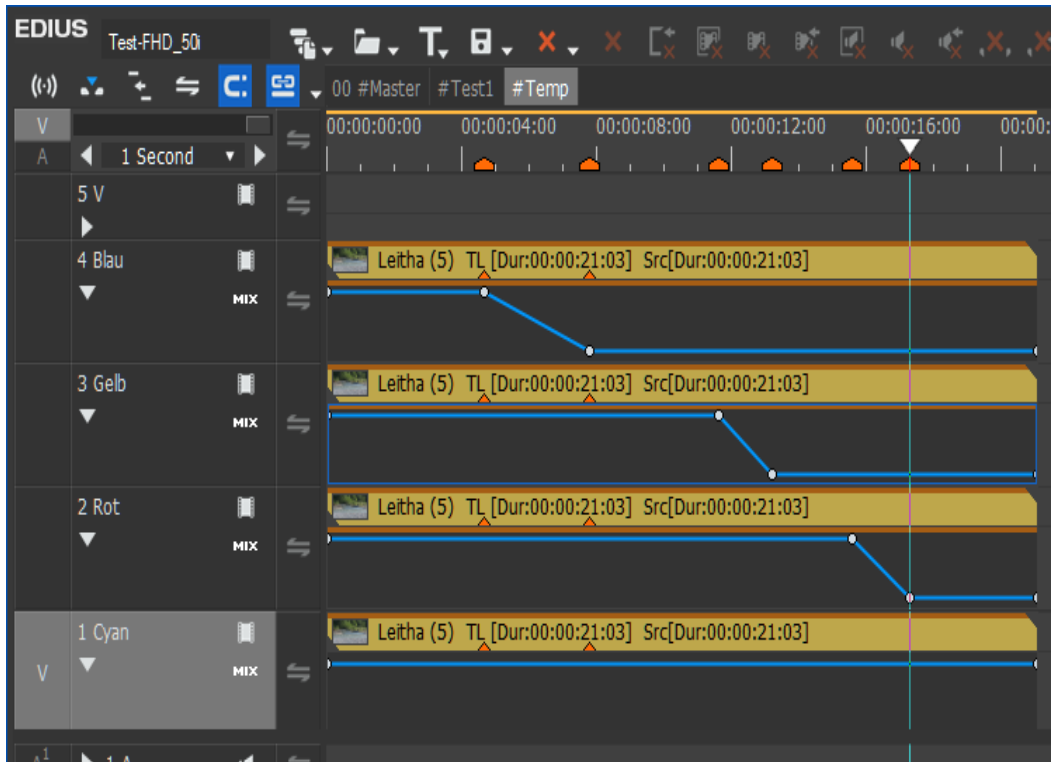 EDIUS Test-FHD_50i
00 #Master #Test1 #Temp
V
00:00:00:00 00:00:04:00 00:00:08:00 00:00:12:00 00:00:16:00 00:00:
A 1 Second
5 V
4 Blau
Leitha (5) TL [Dur:00:00:21:03] Src[Dur:00:00:21:03]
MIX
3 Gelb
Leitha (5) TL [Dur:00:00:21:03] Src[Dur:00:00:21:03]
MIX
2 Rot
Leitha (5) TL [Dur:00:00:21:03] Src[Dur:00:00:21:03]
MIX
1 Cyan
Leitha (5) TL [Dur:00:00:21:03] Src[Dur:00:00:21:03]
V
MIX
A1 1 A